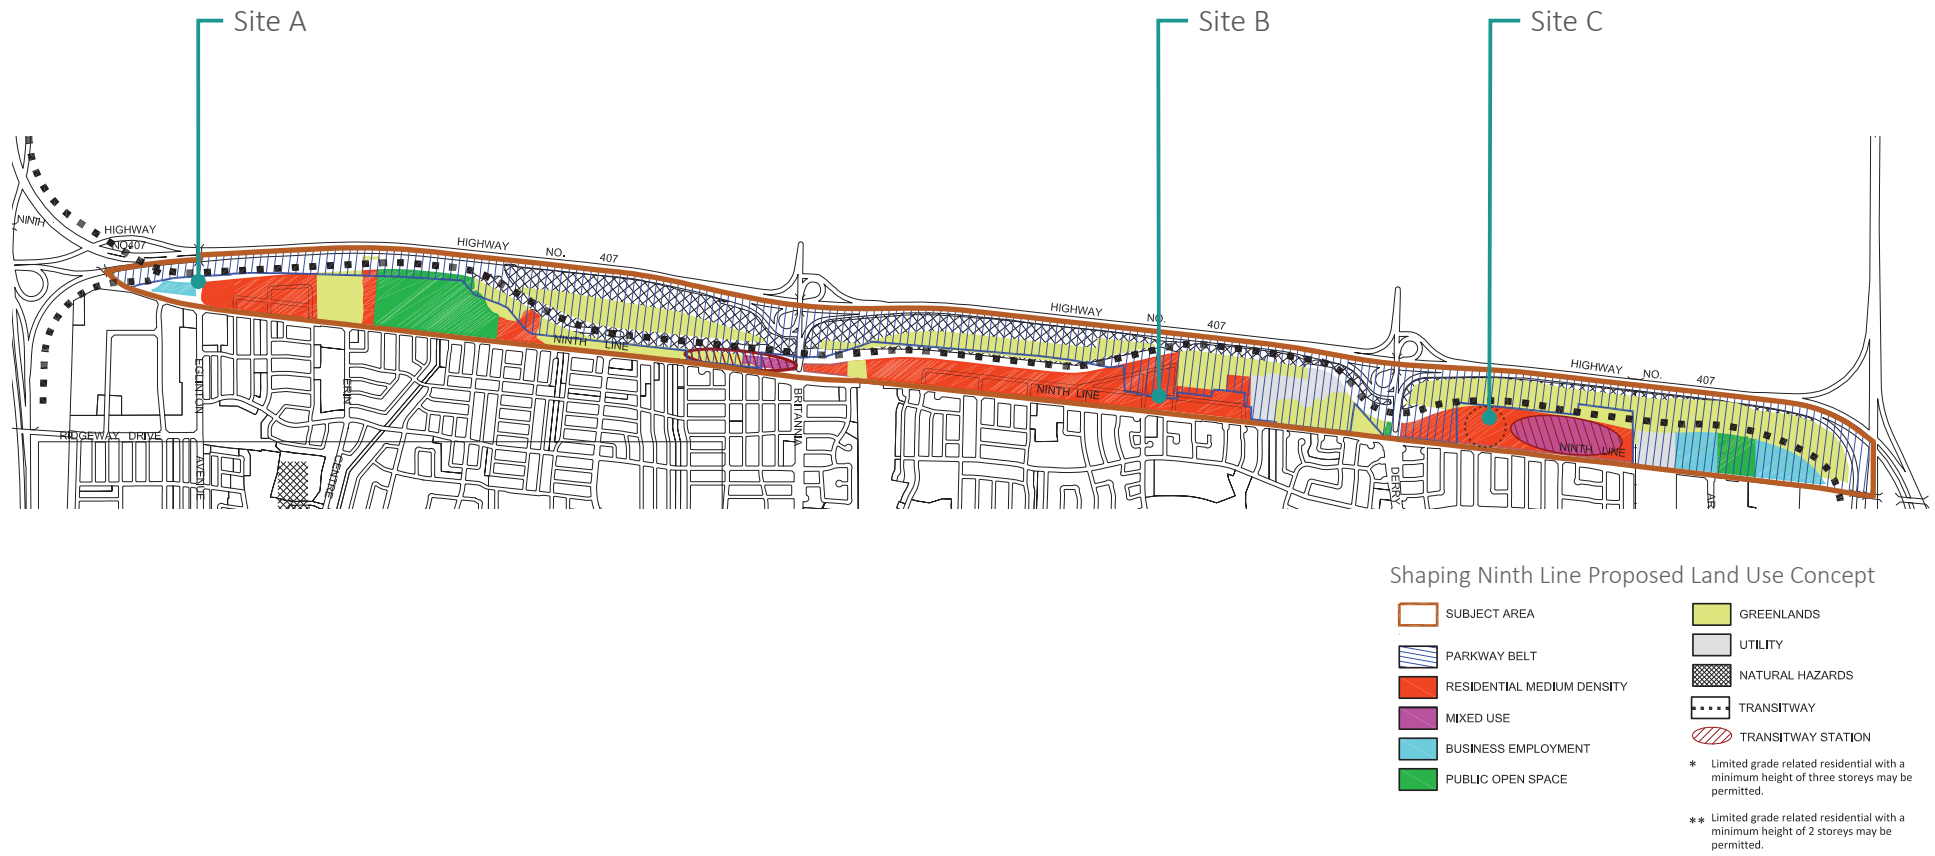 Site A
Site B
Site C
NINTH
HIGHWAY
NO407
HIGHWAY NO. 407
HIGHWAY NO. 407
HIGHWAY NO. 407
NINTH LINE
NINTH LINE
NINTH LINE
RIDGEWAY DRIVE
EGLINTON
AVENUE
ERIN
CENTRE
BRITANNIA
DERRY
Shaping Ninth Line Proposed Land Use Concept
SUBJECT AREA
PARKWAY BELT
RESIDENTIAL MEDIUM DENSITY
MIXED USE
BUSINESS EMPLOYMENT
PUBLIC OPEN SPACE
GREENLANDS
UTILITY
NATURAL HAZARDS
TRANSITWAY
TRANSITWAY STATION
* Limited grade related residential with a
minimum height of three storeys may be
permitted.
** Limited grade related residential with a
minimum height of 2 storeys may be
permitted.